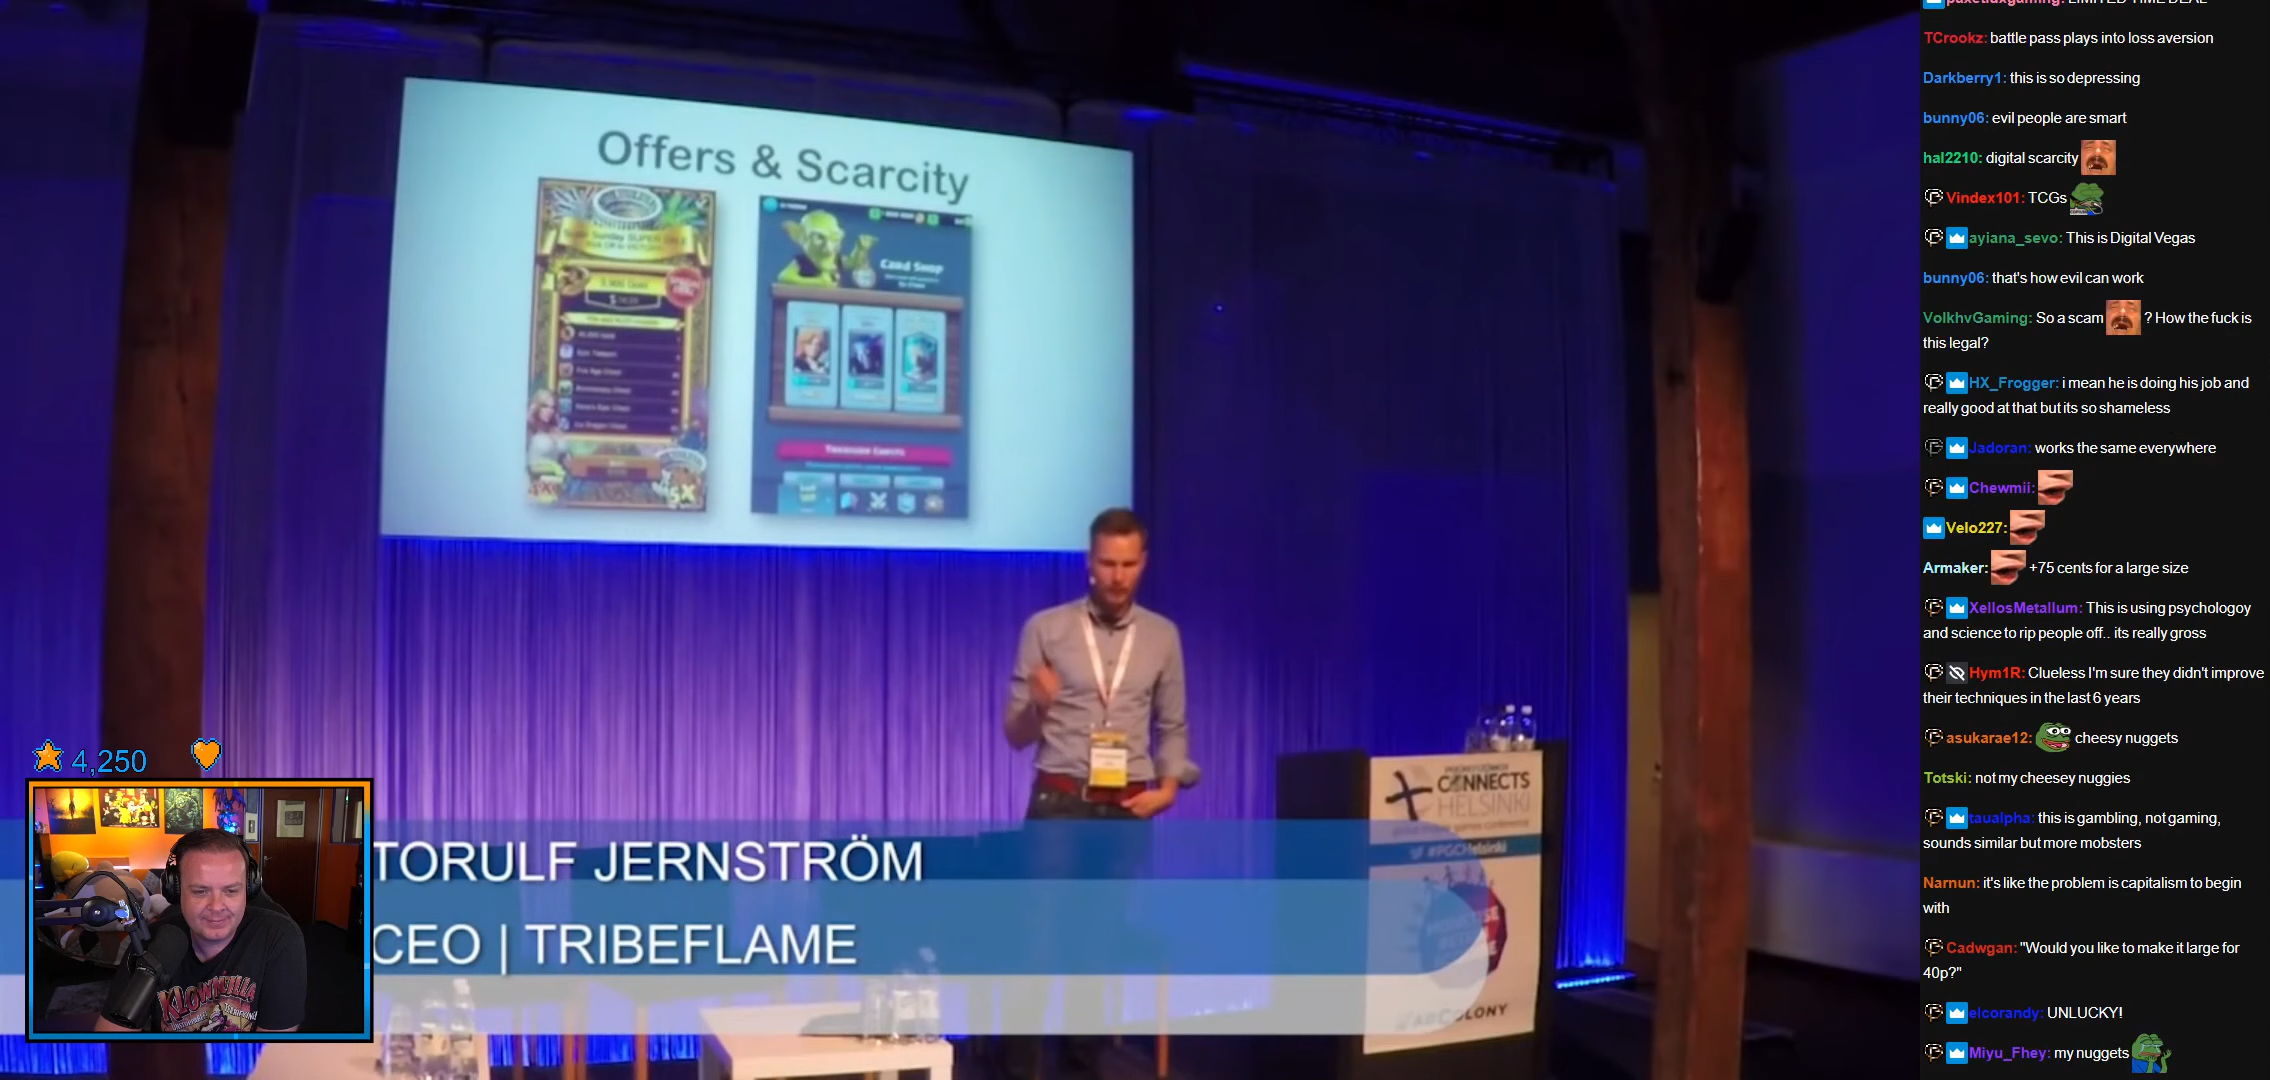 Offers & Scarcity
Card Shop
TORULF JERNSTRÖM
CEO | TRIBEFLAME
CONNECTS
HELSINKI
#PGCHelsinki
ADCOLONY
4,250
KLOWNZILLA
TCrookz: battle pass plays into loss aversion
Darkberry1: this is so depressing
bunny06: evil people are smart
hal2210: digital scarcity
Vindex101: TCGs
ayiana_sevo: This is Digital Vegas
bunny06: that's how evil can work
VolkhvGaming: So a scam ? How the fuck is
this legal?
HX_Frogger: i mean he is doing his job and
really good at that but its so shameless
Jadoran: works the same everywhere
Chewmii:
Velo227:
Armaker: +75 cents for a large size
XellosMetallum: This is using psychologoy
and science to rip people off.. its really gross
Hym1R: Clueless I'm sure they didn't improve
their techniques in the last 6 years
asukarae12: cheesy nuggets
Totski: not my cheesey nuggies
taualpha: this is gambling, not gaming,
sounds similar but more mobsters
Narnun: it's like the problem is capitalism to begin
with
Cadwgan: "Would you like to make it large for
40p?"
elcorandy: UNLUCKY!
Miyu_Fhey: my nuggets